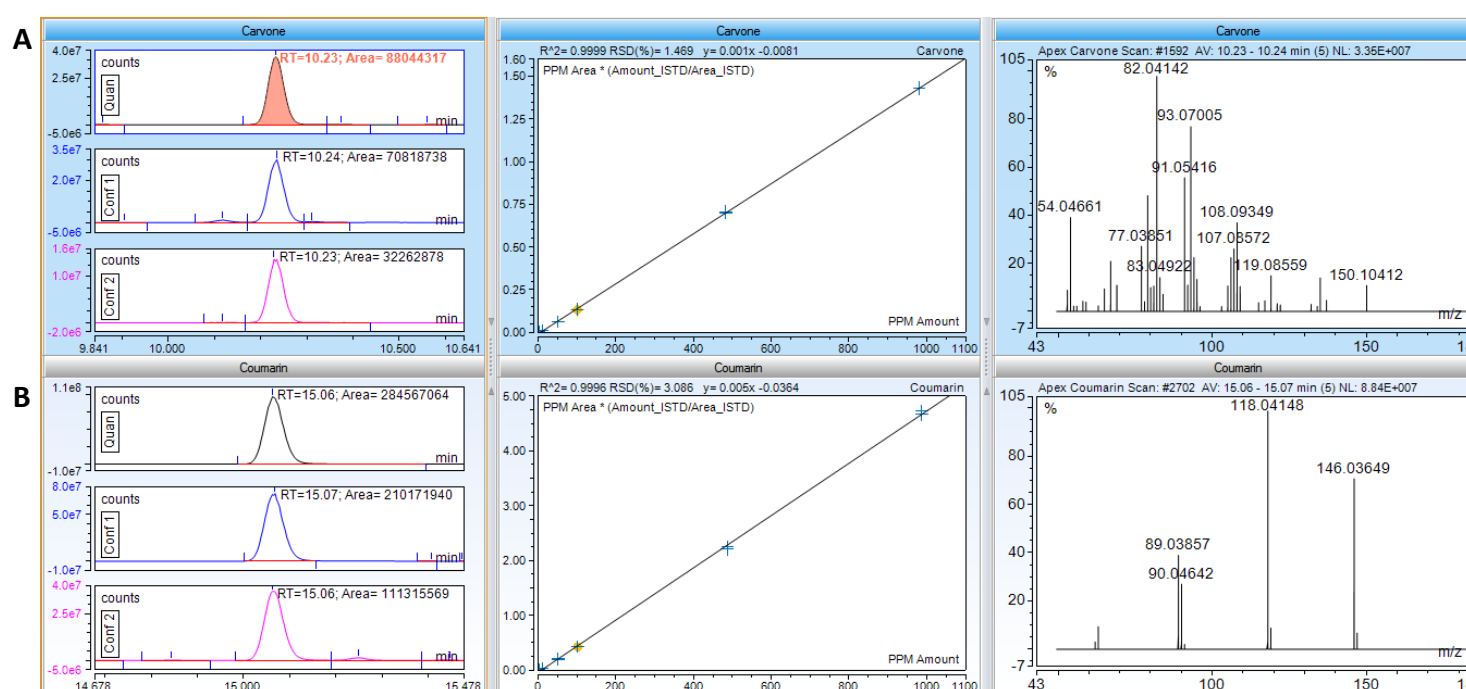 A
Carvone
Carvone
Carvone
4.0e7
2.5e7
-5.0e6
counts
Quan
RT=10.23; Area= 88044317
min
3.5e7
2.0e7
-5.0e6
counts
Conf 1
RT=10.24; Area= 70818738
min
1.6e7
1.0e7
-2.0e6
counts
Conf 2
RT=10.23; Area= 32262878
min
9.841
10.000
10.500
10.641
R^2= 0.9999 RSD(%)= 1.469 y= 0.001x -0.0081
Carvone
PPM Area * (Amount_ISTD/Area_ISTD)
1.60
1.50
1.25
1.00
0.75
0.50
0.25
0.00
PPM Amount
0 200 400 600 800 1000 1100
Apex Carvone Scan: #1592 AV: 10.23 - 10.24 min (5) NL: 3.35E+007
105
80
60
40
20
-7
%
82.04142
93.07005
91.05416
54.04661
108.09349
77.03851
107.08572
83.04922
119.08559
150.10412
m/z
43 100 150
B
Coumarin
Coumarin
Coumarin
1.1e8
-1.0e7
counts
Quan
RT=15.06; Area= 284567064
min
8.0e7
5.0e7
-1.0e7
counts
Conf 1
RT=15.07; Area= 210171940
min
4.0e7
2.5e7
-5.0e6
counts
Conf 2
RT=15.06; Area= 111315569
min
14.678
15.000
15.478
R^2= 0.9996 RSD(%)= 3.086 y= 0.005x -0.0364
Coumarin
PPM Area * (Amount_ISTD/Area_ISTD)
5.00
4.00
3.00
2.00
1.00
0.00
PPM Amount
0 200 400 600 800 1000 1100
Apex Coumarin Scan: #2702 AV: 15.06 - 15.07 min (5) NL: 8.84E+007
105
80
60
40
20
-7
%
118.04148
146.03649
89.03857
90.04642
m/z
43 100 150